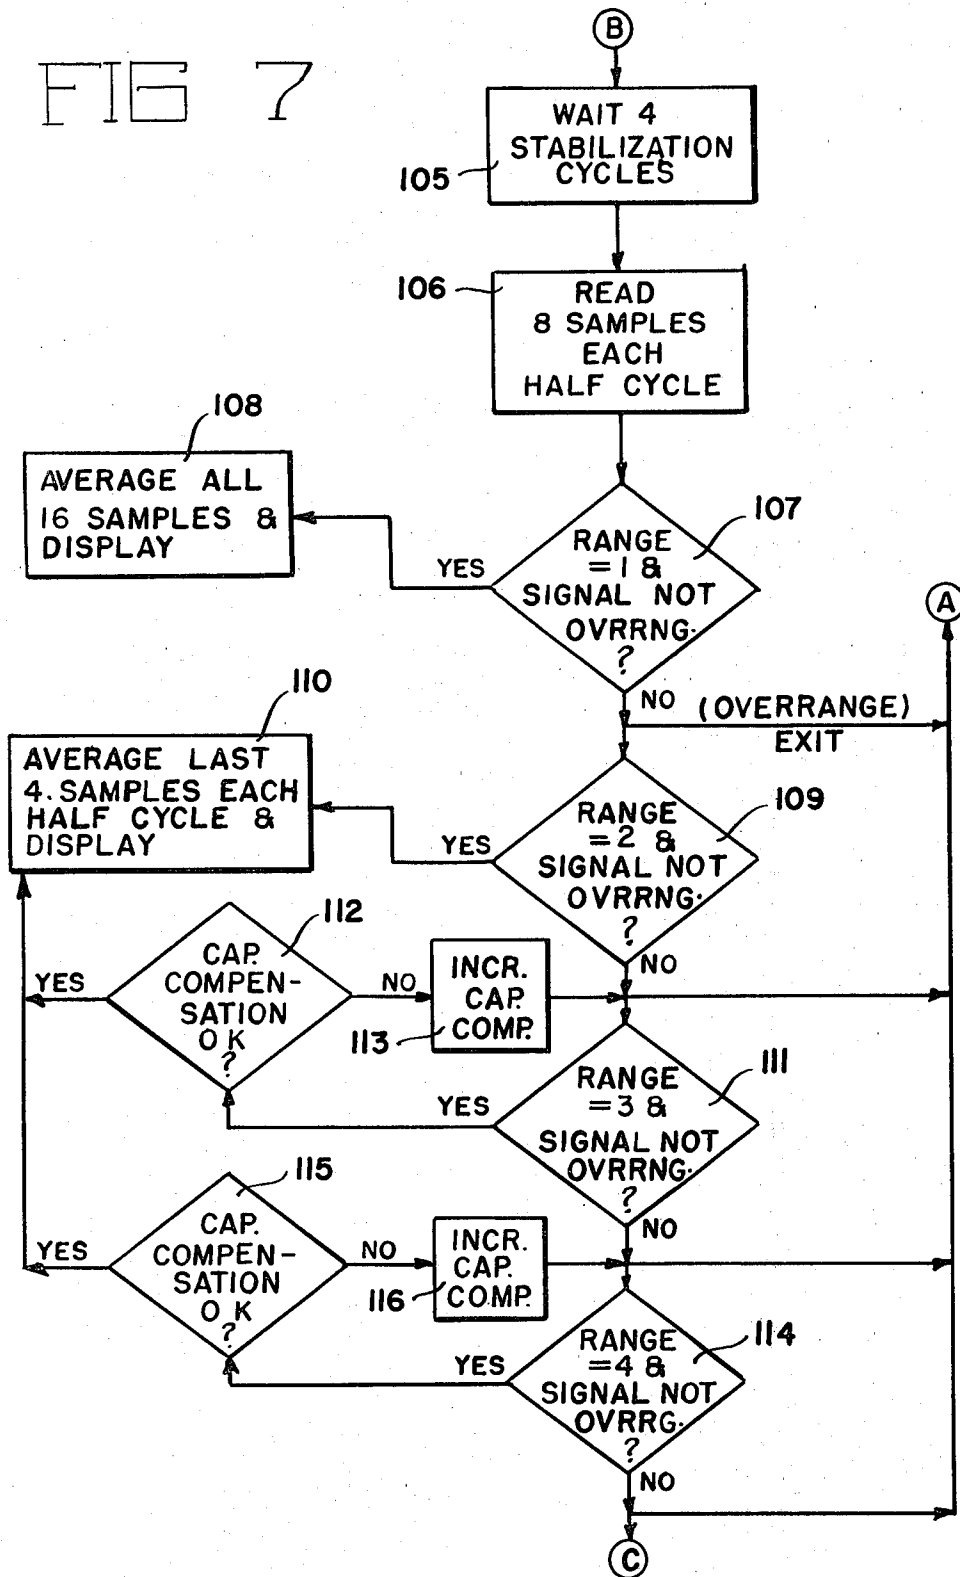 FIG 7
B
WAIT 4
STABILIZATION
CYCLES
105
READ
8 SAMPLES
EACH
HALF CYCLE
106
108
AVERAGE ALL
16 SAMPLES &
DISPLAY
YES
RANGE
=1 &
SIGNAL NOT
OVRRNG.
?
107
A
NO
(OVERRANGE)
EXIT
110
AVERAGE LAST
4. SAMPLES EACH
HALF CYCLE &
DISPLAY
YES
RANGE
=2 &
SIGNAL NOT
OVRRNG.
?
109
NO
112
YES
CAP.
COMPEN-
SATION
OK
?
NO
INCR.
CAP.
COMP.
113
YES
RANGE
=3 &
SIGNAL NOT
OVRRNG.
?
111
NO
115
YES
CAP.
COMPEN-
SATION
OK
?
NO
INCR.
CAP.
COMP.
116
YES
RANGE
=4 &
SIGNAL NOT
OVRRG.
?
114
NO
C